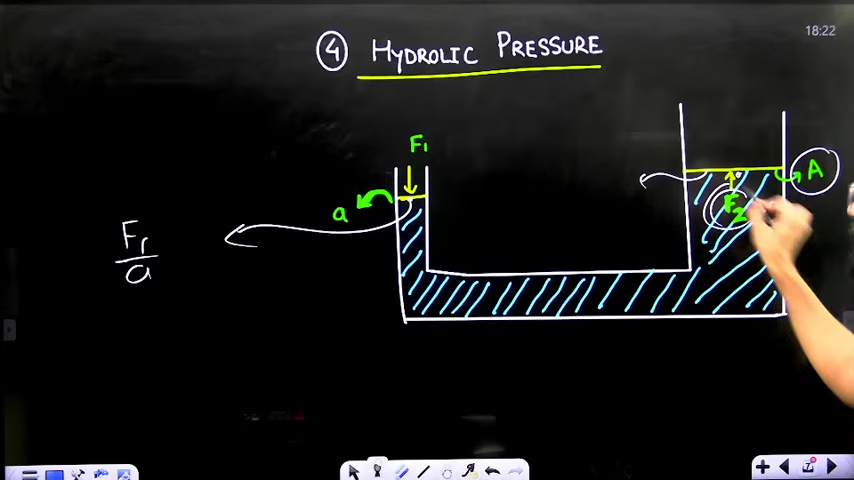 18:22
④ HYDROLIC PRESSURE
F₁
A
a
F₂
F₁
a